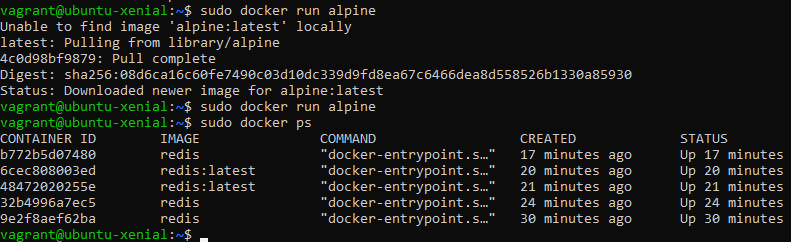 vagrant@ubuntu-xenial:~$ sudo docker run alpine
Unable to find image 'alpine:latest' locally
latest: Pulling from library/alpine
4c0d98bf9879: Pull complete
Digest: sha256:08d6ca16c60fe7490c03d10dc339d9fd8ea67c6466dea8d558526b1330a85930
Status: Downloaded newer image for alpine:latest
vagrant@ubuntu-xenial:~$ sudo docker run alpine
vagrant@ubuntu-xenial:~$ sudo docker ps
CONTAINER ID        IMAGE               COMMAND                  CREATED             STATUS
b772b5d07480        redis               "docker-entrypoint.s…"   17 minutes ago      Up 17 minutes
6cec808003ed        redis:latest        "docker-entrypoint.s…"   20 minutes ago      Up 20 minutes
48472020255e        redis:latest        "docker-entrypoint.s…"   21 minutes ago      Up 21 minutes
32b4996a7ec5        redis               "docker-entrypoint.s…"   24 minutes ago      Up 24 minutes
9e2f8aef62ba        redis               "docker-entrypoint.s…"   30 minutes ago      Up 30 minutes
vagrant@ubuntu-xenial:~$